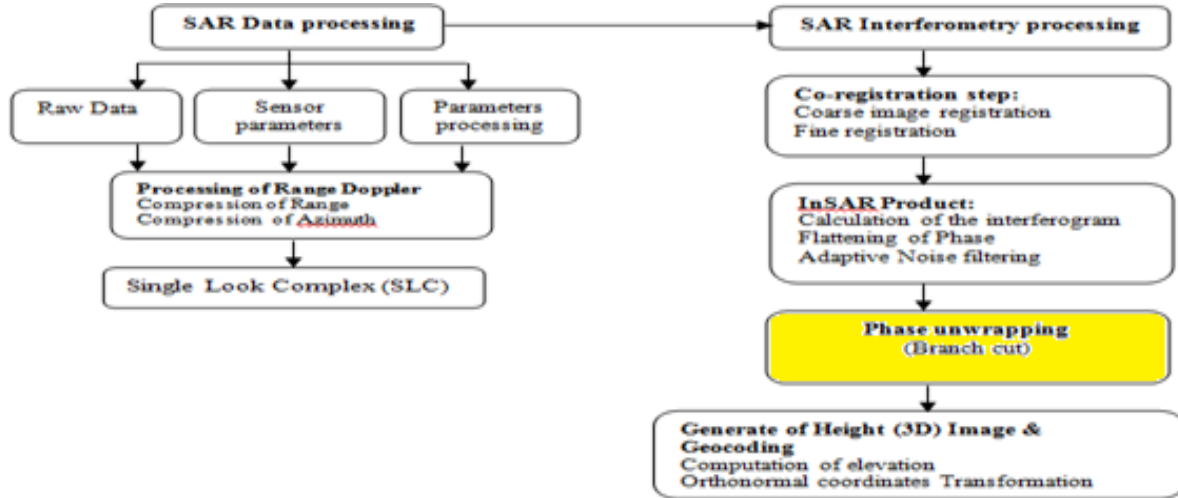 SAR Data processing
SAR Interferometry processing
Raw Data
Sensor
parameters
Parameters
processing
Processing of Range Doppler
Compression of Range
Compression of Azimuth
Single Look Complex (SLC)
Co-registration step:
Coarse image registration
Fine registration
InSAR Product:
Calculation of the interferogram
Flattening of Phase
Adaptive Noise filtering
Phase unwrapping
(Branch cut)
Generate of Height (3D) Image &
Geocoding
Computation of elevation
Orthonormal coordinates Transformation